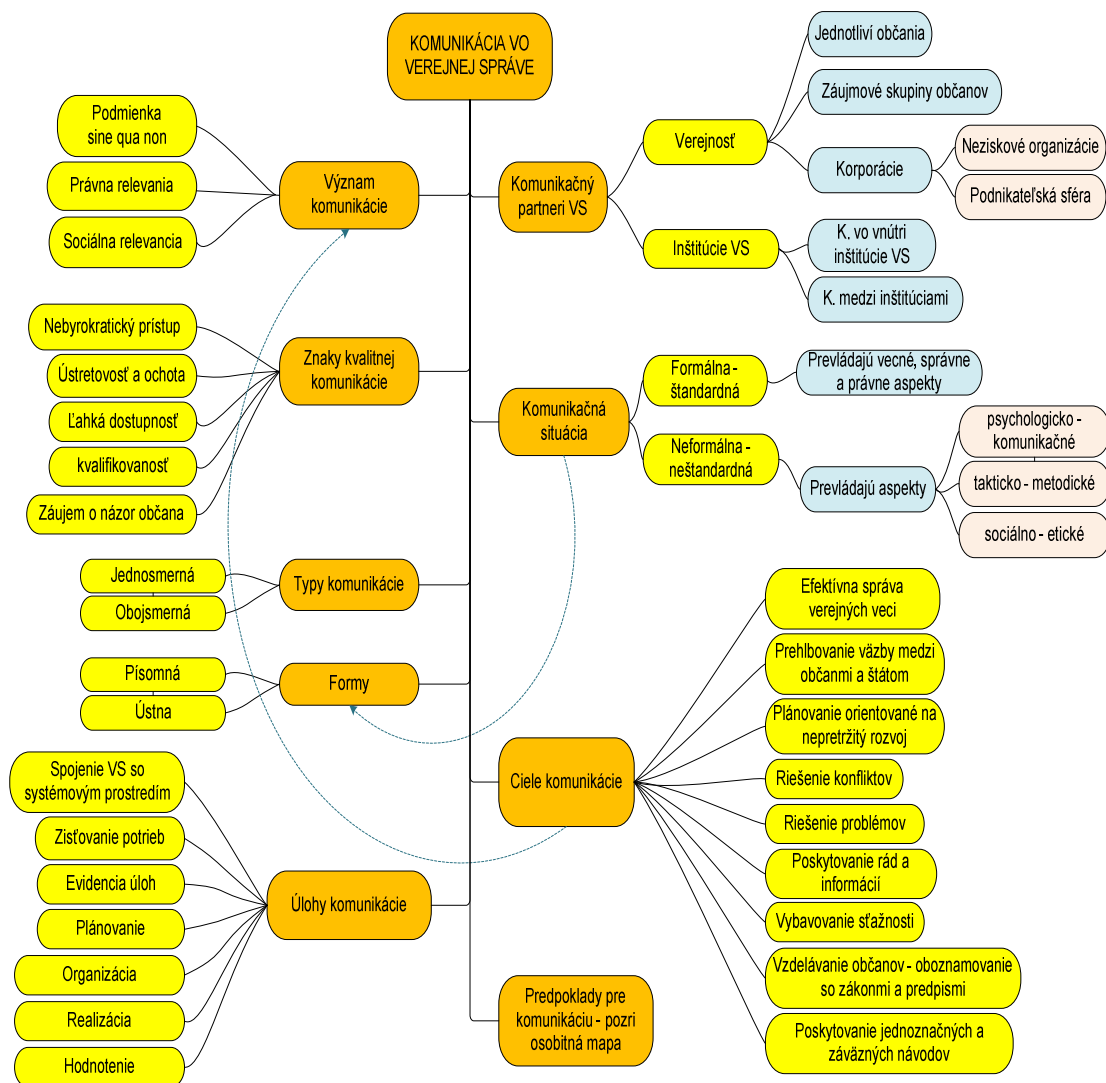 KOMUNIKÁCIA VO
VEREJNEJ SPRÁVE
Podmienka
sine qua non
Právna relevania
Sociálna relevancia
Význam
komunikácie
Nebyrokratický prístup
Ústretovosť a ochota
Ľahká dostupnosť
kvalifikovanosť
Záujem o názor občana
Znaky kvalitnej
komunikácie
Jednosmerná
Obojsmerná
Typy komunikácie
Písomná
Ústna
Formy
Spojenie VS so
systémovým prostredím
Zisťovanie potrieb
Evidencia úloh
Plánovanie
Organizácia
Realizácia
Hodnotenie
Úlohy komunikácie
Komunikačný
partneri VS
Verejnosť
Jednotliví občania
Záujmové skupiny občanov
Korporácie
Neziskové organizácie
Podnikateľská sféra
Inštitúcie VS
K. vo vnútri
inštitúcie VS
K. medzi inštitúciami
Komunikačná
situácia
Formálna -
štandardná
Prevládajú vecné, správne
a právne aspekty
Neformálna -
neštandardná
Prevládajú aspekty
psychologicko -
komunikačné
takticko - metodické
sociálno - etické
Ciele komunikácie
Efektívna správa
verejných veci
Prehlbovanie väzby medzi
občanmi a štátom
Plánovanie orientované na
nepretržitý rozvoj
Riešenie konfliktov
Riešenie problémov
Poskytovanie rád a
informácií
Vybavovanie sťažnosti
Vzdelávanie občanov - oboznamovanie
so zákonmi a predpismi
Poskytovanie jednoznačných a
záväzných návodov
Predpoklady pre
komunikáciu - pozri
osobitná mapa